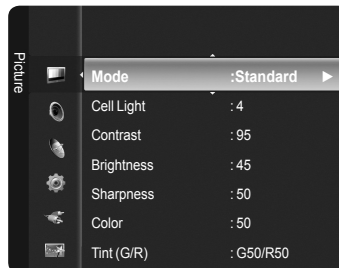 Picture
Mode :Standard ►
Cell Light : 4
Contrast : 95
Brightness : 45
Sharpness : 50
Color : 50
Tint (G/R) : G50/R50